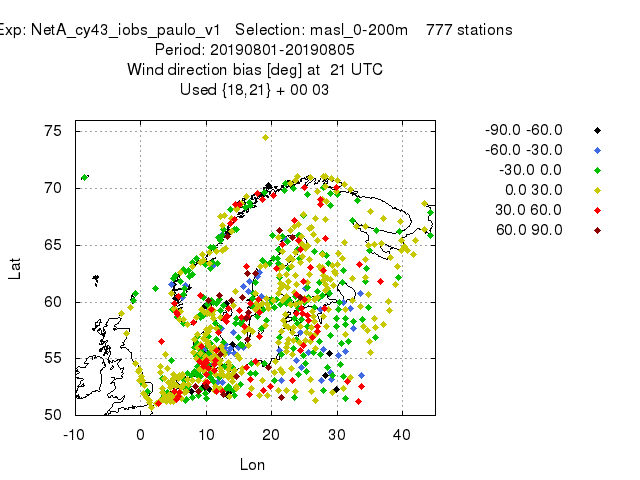 Exp: NetA_cy43_iobs_paulo_v1 Selection: masl_0-200m 777 stations
Period: 20190801-20190805
Wind direction bias [deg] at 21 UTC
Used {18,21} + 00 03
-90.0 -60.0
-60.0 -30.0
-30.0 0.0
0.0 30.0
30.0 60.0
60.0 90.0
75
70
65
60
55
50
Lat
-10 0 10 20 30 40
Lon